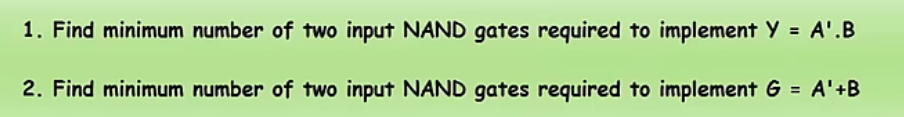 1. Find minimum number of two input NAND gates required to implement Y = A'.B
2. Find minimum number of two input NAND gates required to implement G = A'+B